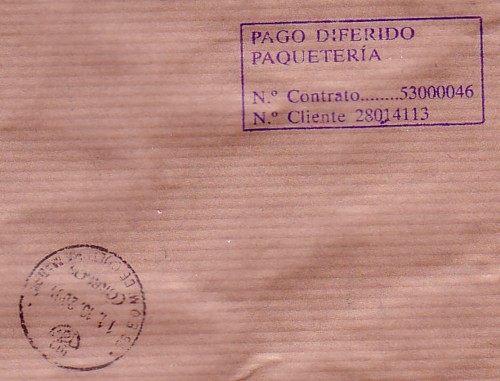 PAGO DIFERIDO
PAQUETERÍA
N.º Contrato........53000046
N.º Cliente 28014113